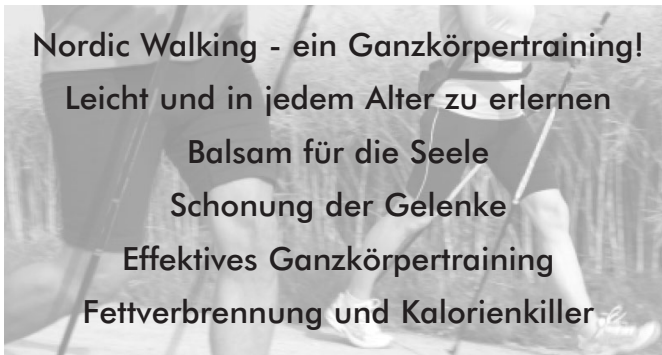 Nordic Walking - ein Ganzkörpertraining!
Leicht und in jedem Alter zu erlernen
Balsam für die Seele
Schonung der Gelenke
Effektives Ganzkörpertraining
Fettverbrennung und Kalorienkiller